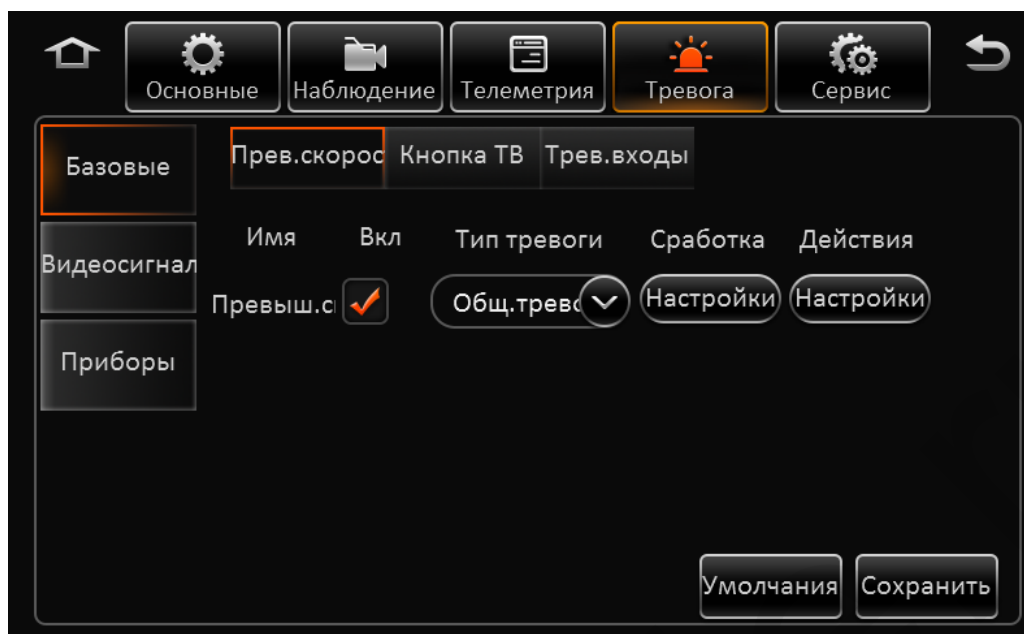 Основные
Наблюдение
Телеметрия
Тревога
Сервис
Базовые
Видеосигнал
Приборы
Прев.скорос
Кнопка ТВ
Трев.входы
Имя
Вкл
Тип тревоги
Сработка
Действия
Превыш.с
Общ.трево
Настройки
Настройки
Умолчания
Сохранить